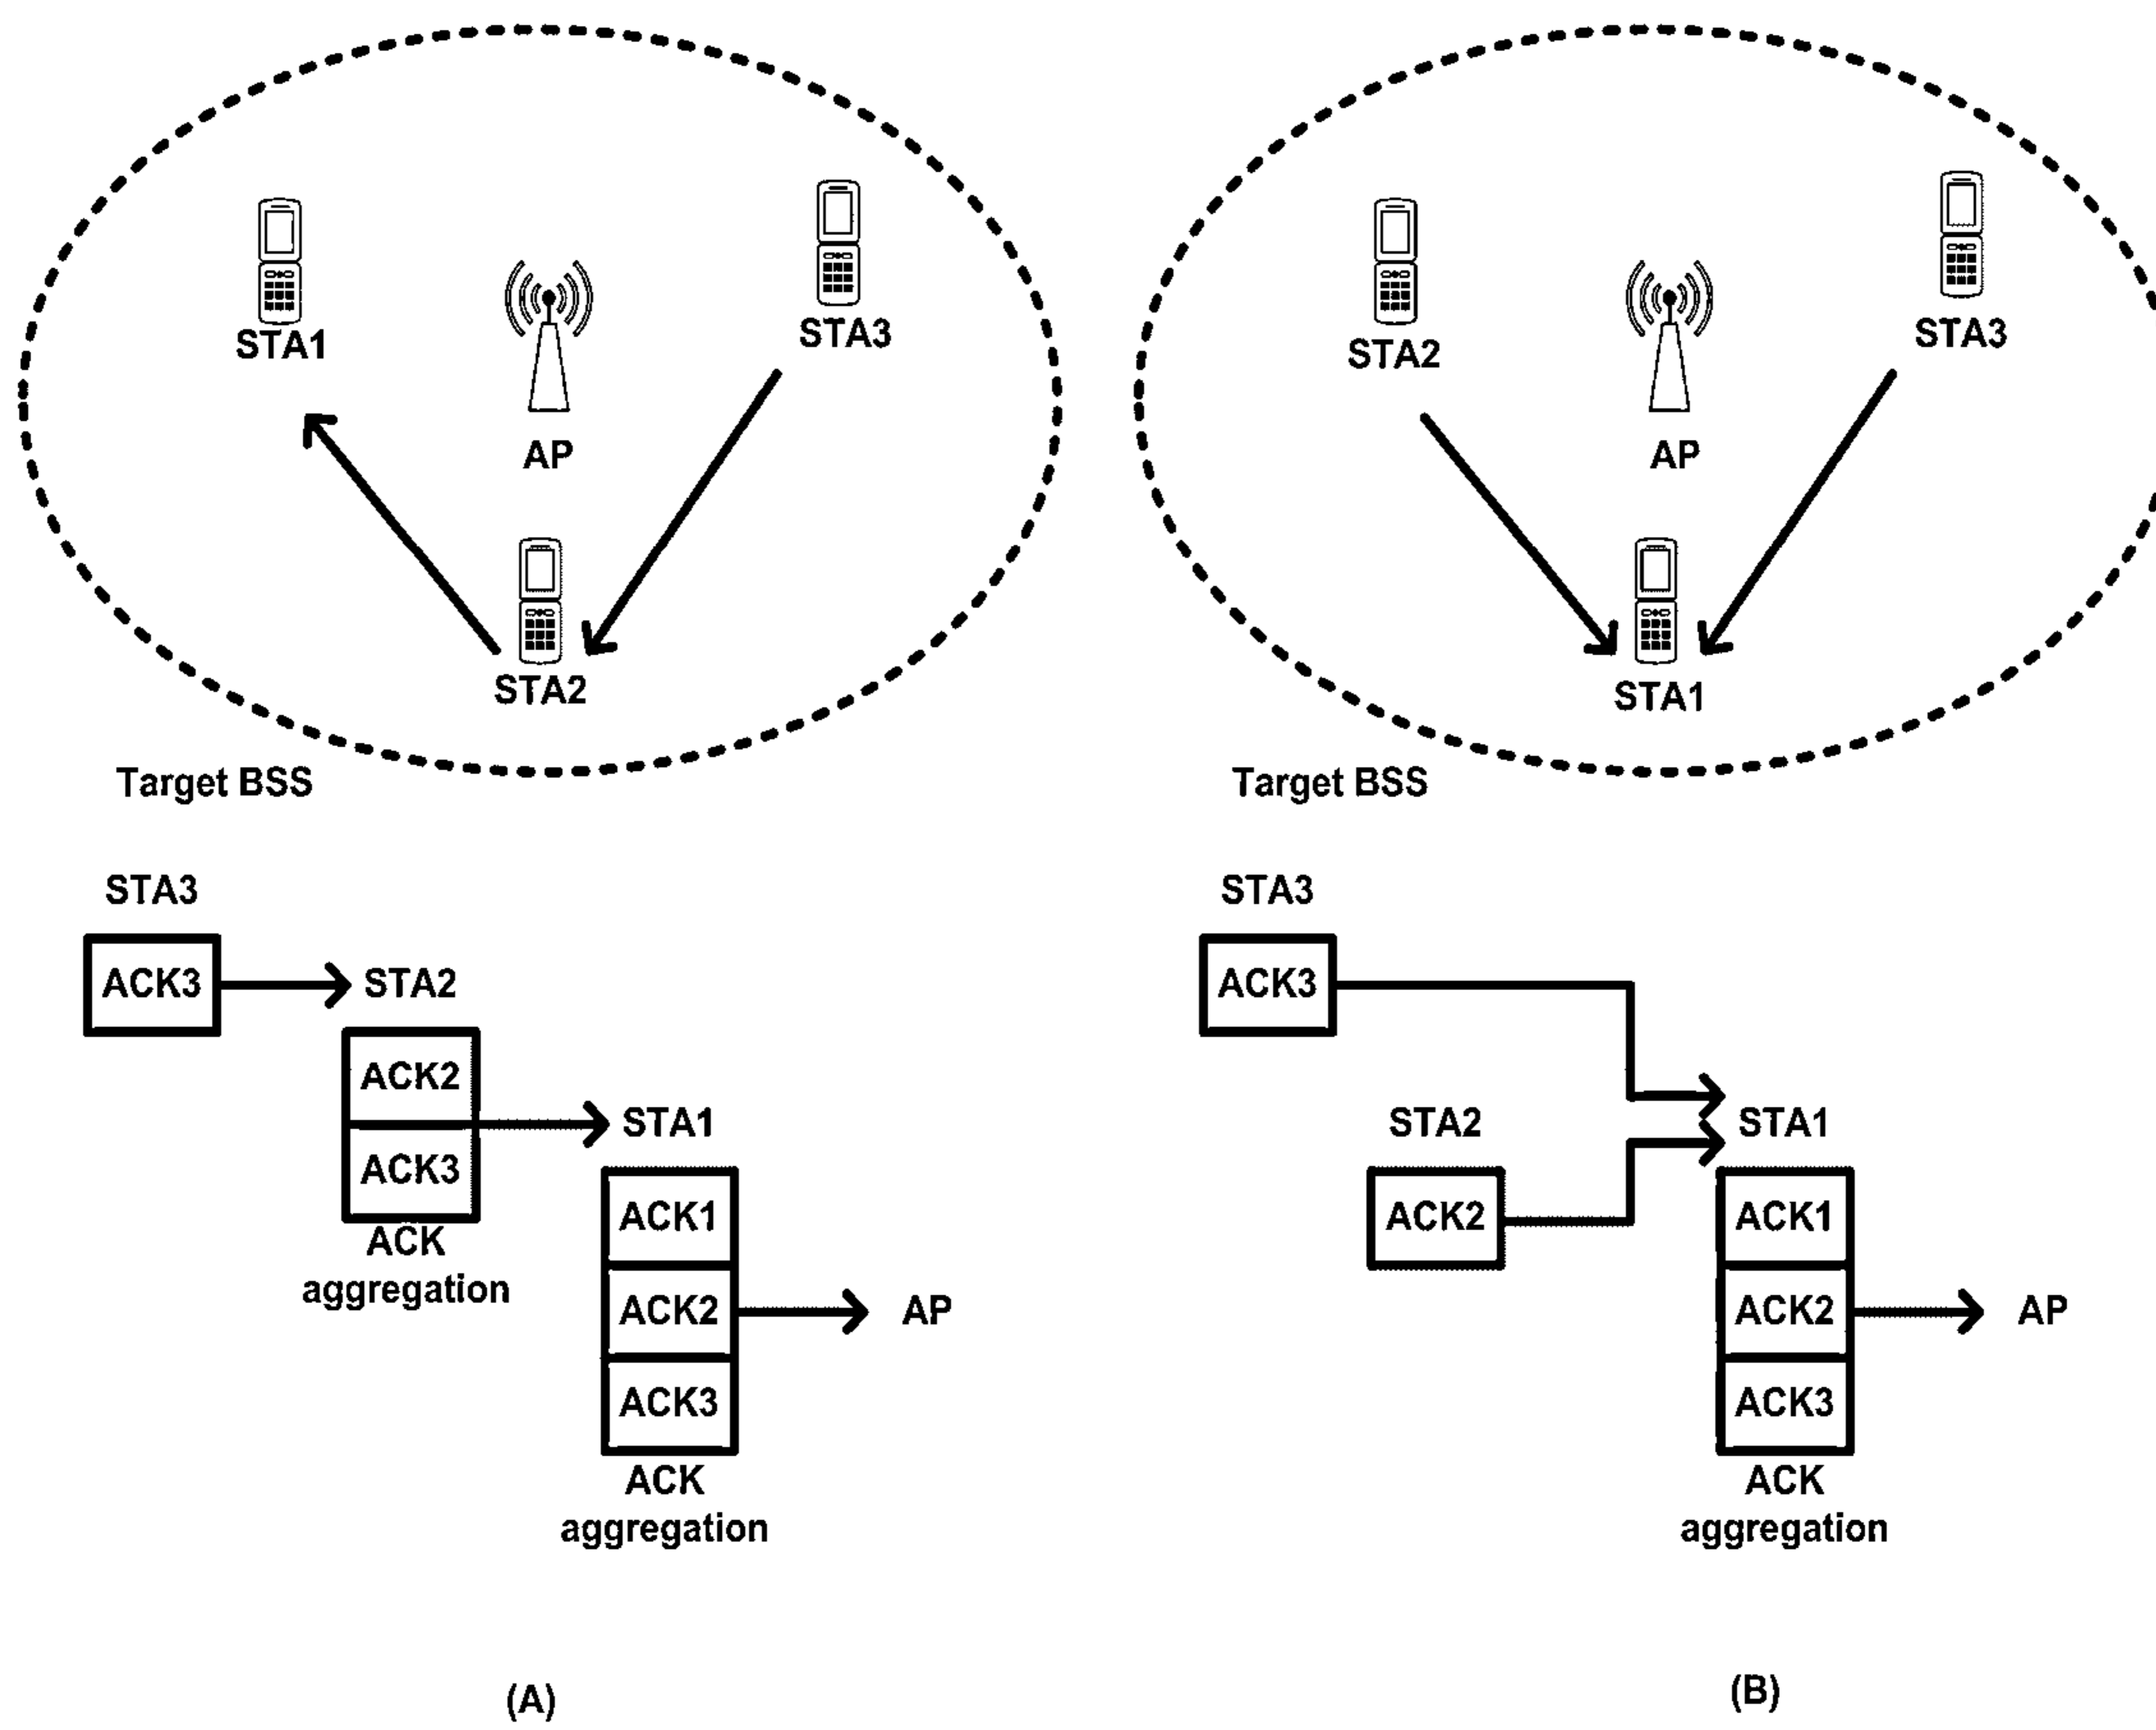 STA1
AP
STA3
STA2
Target BSS
STA3
ACK3
STA2
ACK2
ACK3
ACK
aggregation
STA1
ACK1
ACK2
ACK3
ACK
aggregation
AP
(A)
STA2
AP
STA3
STA1
Target BSS
STA3
ACK3
STA2
ACK2
STA1
ACK1
ACK2
ACK3
ACK
aggregation
AP
(B)